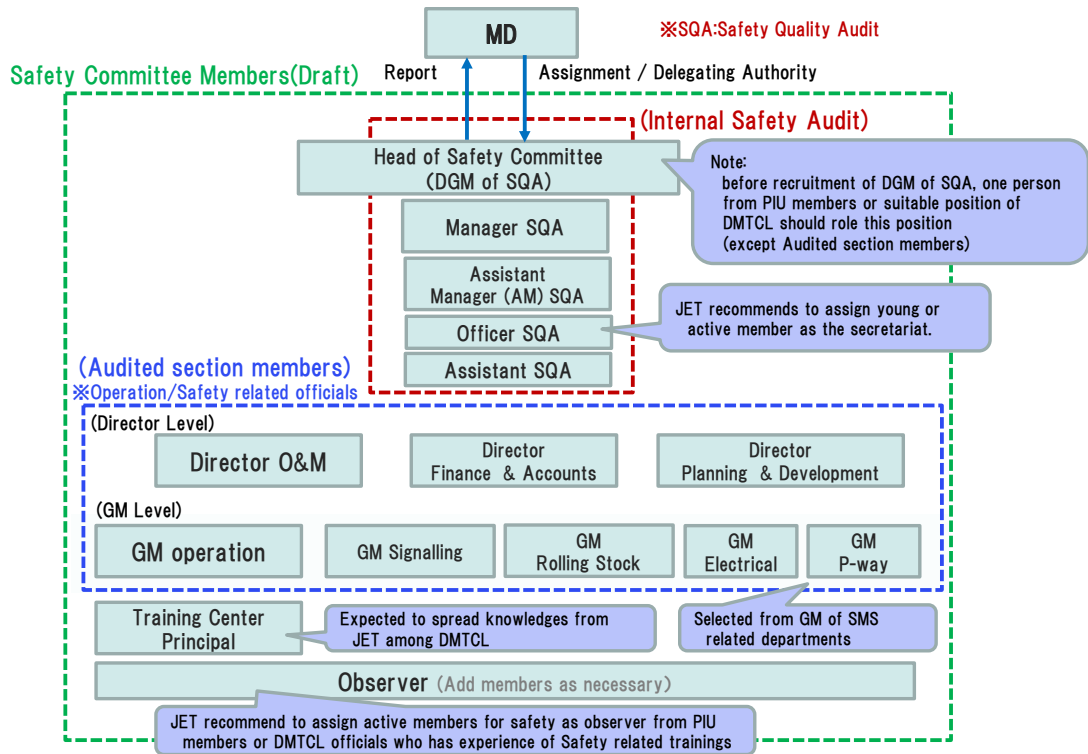 MD
※SQA:Safety Quality Audit
Safety Committee Members(Draft)
Report
Assignment / Delegating Authority
(Internal Safety Audit)
Head of Safety Committee
(DGM of SQA)
Note:
before recruitment of DGM of SQA, one person
from PIU members or suitable position of
DMTCL should role this position
(except Audited section members)
Manager SQA
Assistant
Manager (AM) SQA
Officer SQA
JET recommends to assign young or
active member as the secretariat.
Assistant SQA
(Audited section members)
※Operation/Safety related officials
(Director Level)
Director O&M
Director
Finance & Accounts
Director
Planning & Development
(GM Level)
GM operation
GM Signalling
GM
Rolling Stock
GM
Electrical
GM
P-way
Training Center
Principal
Expected to spread knowledges from
JET among DMTCL
Selected from GM of SMS
related departments
Observer (Add members as necessary)
JET recommend to assign active members for safety as observer from PIU
members or DMTCL officials who has experience of Safety related trainings